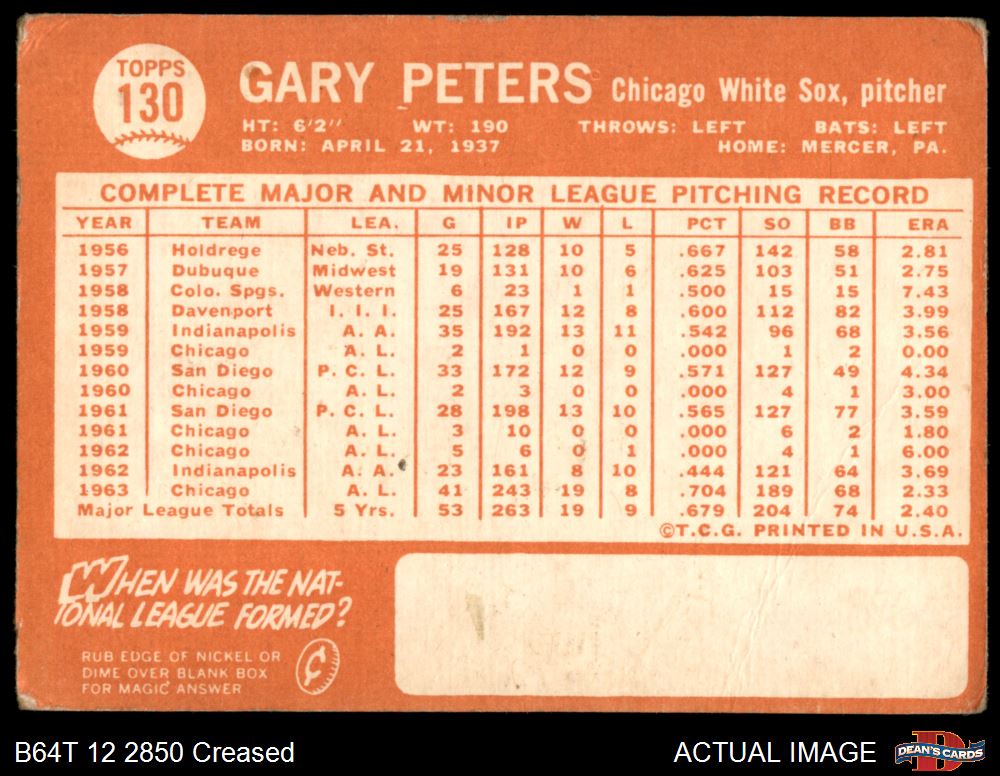 TOPPS
130
GARY PETERS Chicago White Sox, pitcher
HT: 6'2" WT: 190 THROWS: LEFT BATS: LEFT
BORN: APRIL 21, 1937 HOME: MERCER, PA.
COMPLETE MAJOR AND MINOR LEAGUE PITCHING RECORD
YEAR TEAM LEA. G IP W L PCT SO BB ERA
1956 Holdrege Neb. St. 25 128 10 5 .667 142 58 2.81
1957 Dubuque Midwest 19 131 10 6 .625 103 51 2.75
1958 Colo. Spgs. Western 6 23 1 1 .500 15 15 7.43
1958 Davenport I. I. I. 25 167 12 8 .600 112 82 3.99
1959 Indianapolis A. A. 35 192 13 11 .542 96 68 3.56
1959 Chicago A. L. 2 1 0 0 .000 1 2 0.00
1960 San Diego P. C. L. 33 172 12 9 .571 127 49 4.34
1960 Chicago A. L. 2 3 0 0 .000 4 1 3.00
1961 San Diego P. C. L. 28 198 13 10 .565 127 77 3.59
1961 Chicago A. L. 3 10 0 0 .000 6 2 1.80
1962 Chicago A. L. 5 6 0 1 .000 4 1 6.00
1962 Indianapolis A. A. 23 161 8 10 .444 121 64 3.69
1963 Chicago A. L. 41 243 19 8 .704 189 68 2.33
Major League Totals 5 Yrs. 53 263 19 9 .679 204 74 2.40
©T.C.G. PRINTED IN U.S.A.
WHEN WAS THE NAT-
IONAL LEAGUE FORMED?
RUB EDGE OF NICKEL OR
DIME OVER BLANK BOX
FOR MAGIC ANSWER
¢
B64T 12 2850 Creased ACTUAL IMAGE DEAN'S CARDS